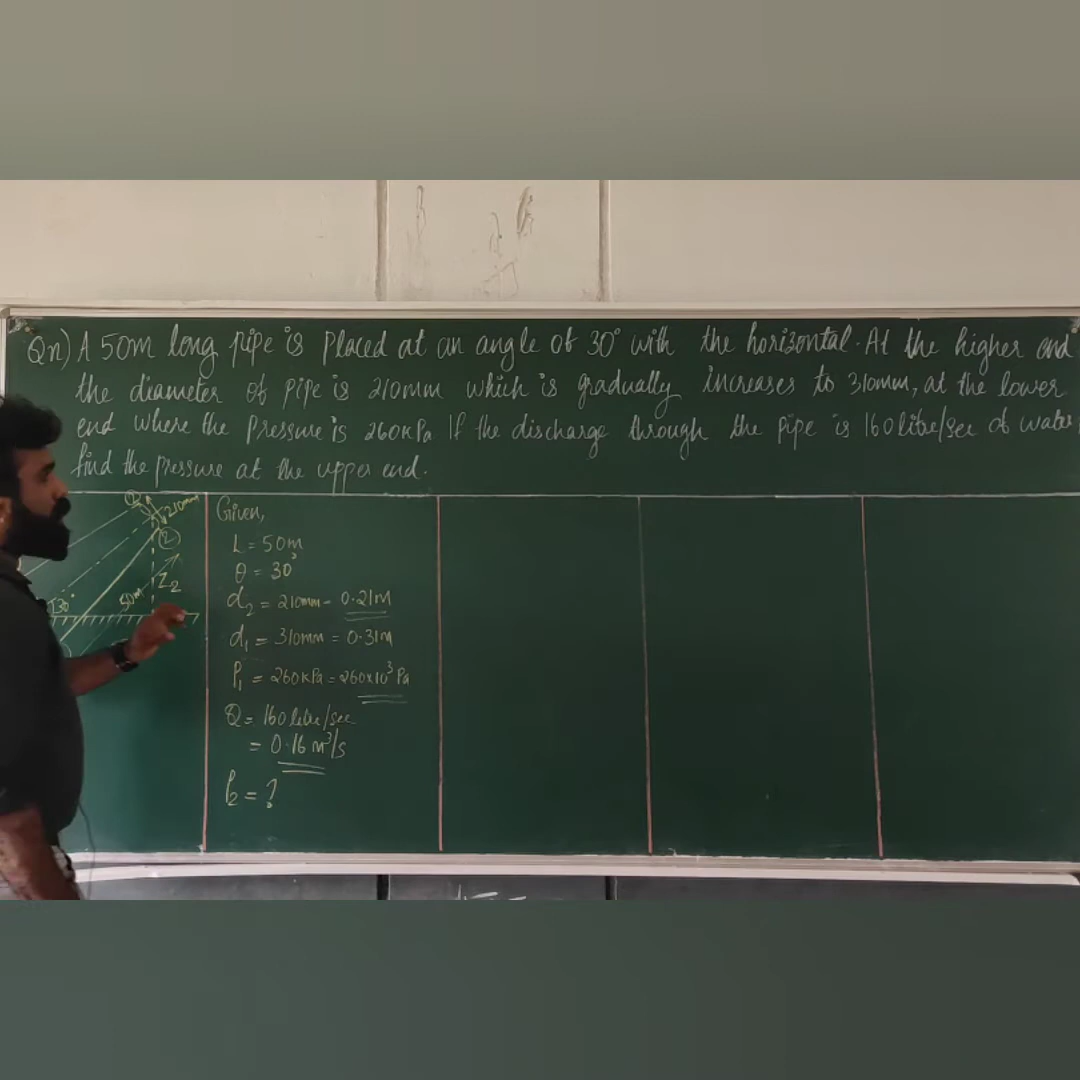 Qn) A 50m long pipe is placed at an angle of 30° with the horizontal. At the higher end
the diameter of pipe is 210mm which is gradually increases to 310mm, at the lower
end where the pressure is 260KPa If the discharge through the pipe is 160 litre/sec of water
find the pressure at the upper end.
210mm
2
Z2
50m
30°
Given,
L = 50m
θ = 30°
d2 = 210mm = 0.21M
d1 = 310mm = 0.31M
P1 = 260KPa = 260x10³ Pa
Q = 160 litre/sec
= 0.16 m³/s
P2 = ?